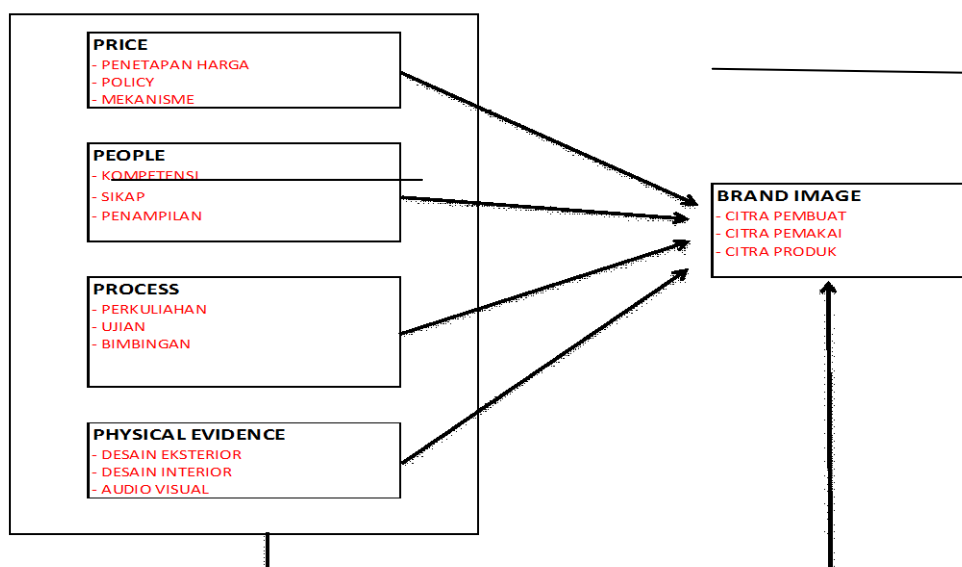 PRICE
- PENETAPAN HARGA
- POLICY
- MEKANISME
PEOPLE
- KOMPETENSI
- SIKAP
- PENAMPILAN
PROCESS
- PERKULIAHAN
- UJIAN
- BIMBINGAN
PHYSICAL EVIDENCE
- DESAIN EKSTERIOR
- DESAIN INTERIOR
- AUDIO VISUAL
BRAND IMAGE
- CITRA PEMBUAT
- CITRA PEMAKAI
- CITRA PRODUK